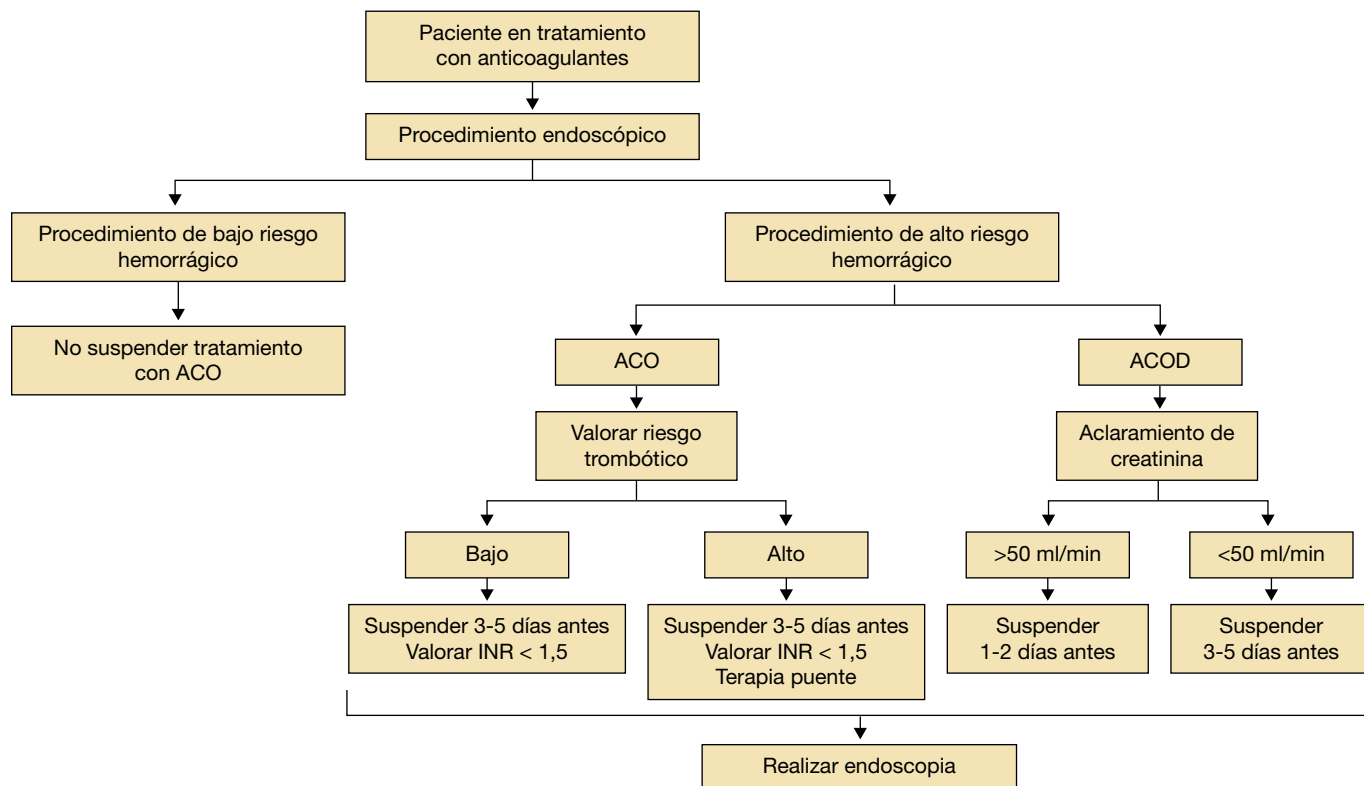 Paciente en tratamiento
con anticoagulantes
Procedimiento endoscópico
Procedimiento de bajo riesgo
hemorrágico
Procedimiento de alto riesgo
hemorrágico
No suspender tratamiento
con ACO
ACO
ACOD
Valorar riesgo
trombótico
Aclaramiento de
creatinina
Bajo
Alto
>50 ml/min
<50 ml/min
Suspender 3-5 días antes
Valorar INR < 1,5
Suspender 3-5 días antes
Valorar INR < 1,5
Terapia puente
Suspender
1-2 días antes
Suspender
3-5 días antes
Realizar endoscopia